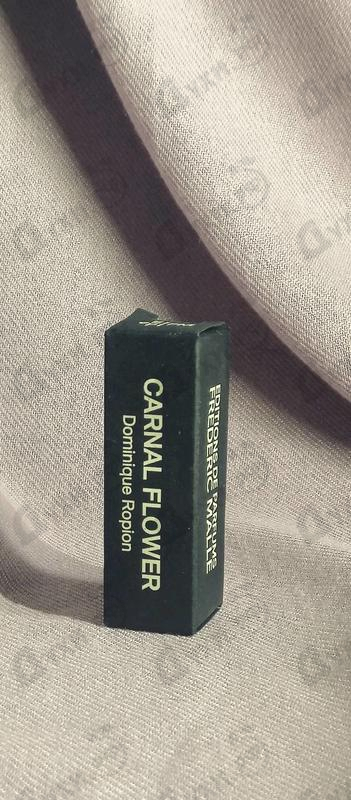 CARNAL FLOWER
Dominique Ropion
EDITIONS DE PARFUMS
FREDERIC MALLE